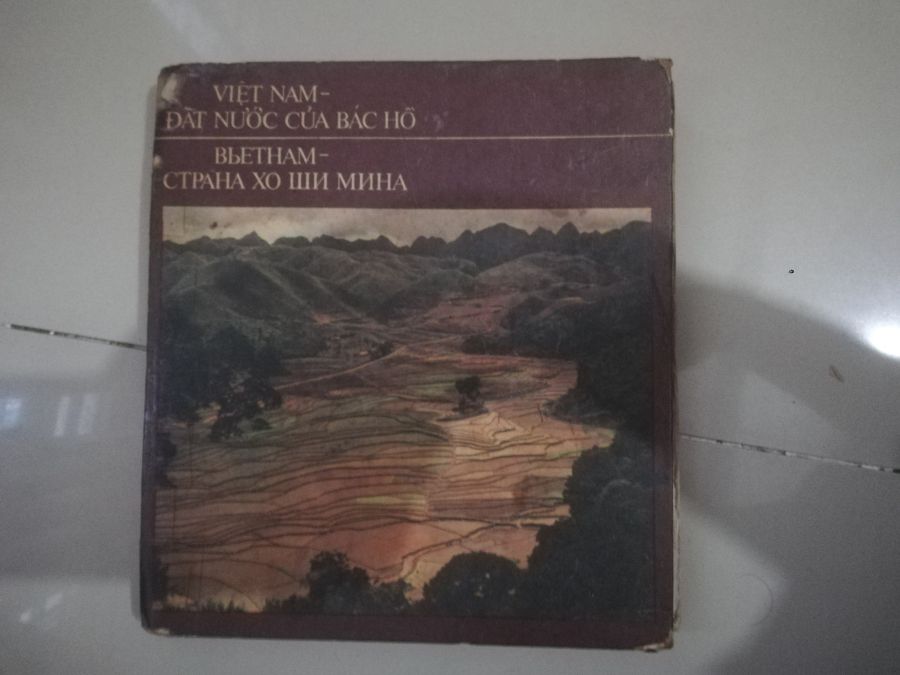 VIỆT NAM–
ĐẤT NƯỚC CỦA BÁC HỒ
ВЬЕТНАМ–
СТРАНА ХО ШИ МИНА